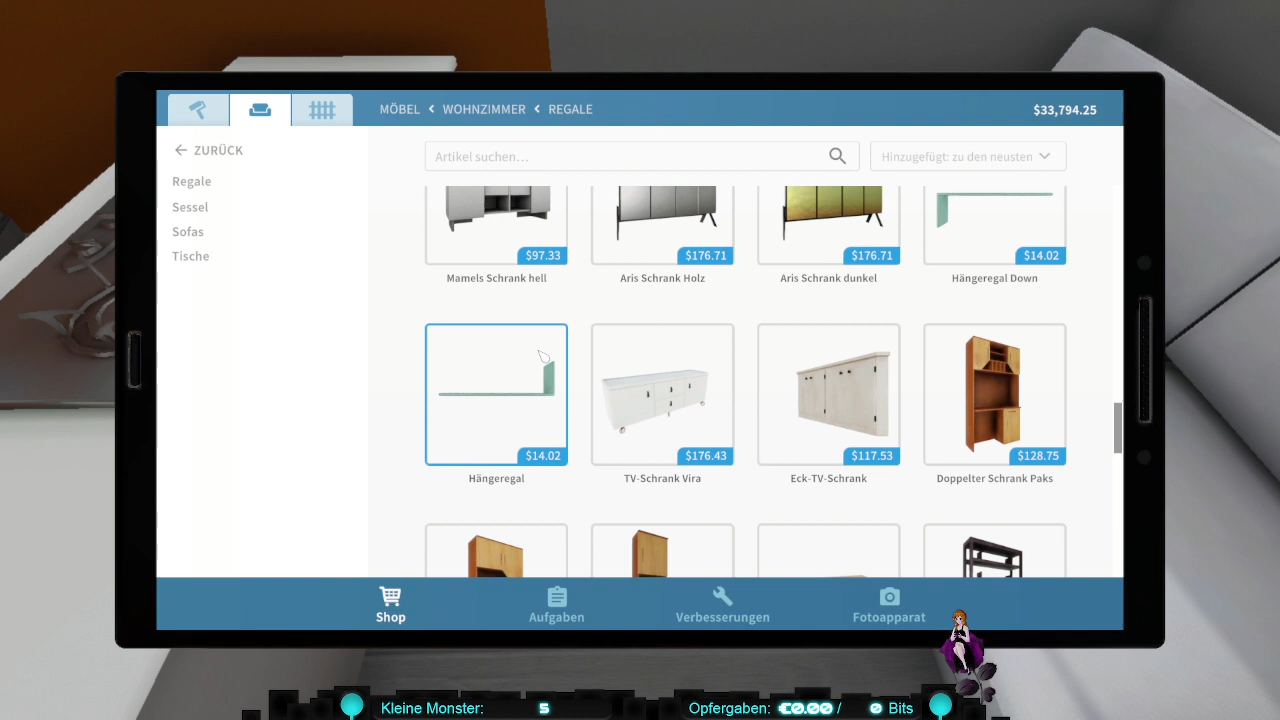 MÖBEL < WOHNZIMMER < REGALE
$33,794.25
ZURÜCK
Artikel suchen...
Hinzugefügt: zu den neusten
Regale
Sessel
Sofas
Tische
$97.33
$176.71
$176.71
$14.02
Mamels Schrank hell
Aris Schrank Holz
Aris Schrank dunkel
Hängeregal Down
$14.02
$176.43
$117.53
$128.75
Hängeregal
TV-Schrank Vira
Eck-TV-Schrank
Doppelter Schrank Paks
Shop
Aufgaben
Verbesserungen
Fotoapparat
Kleine Monster: 5
Opfergaben: €0.00 / 0 Bits